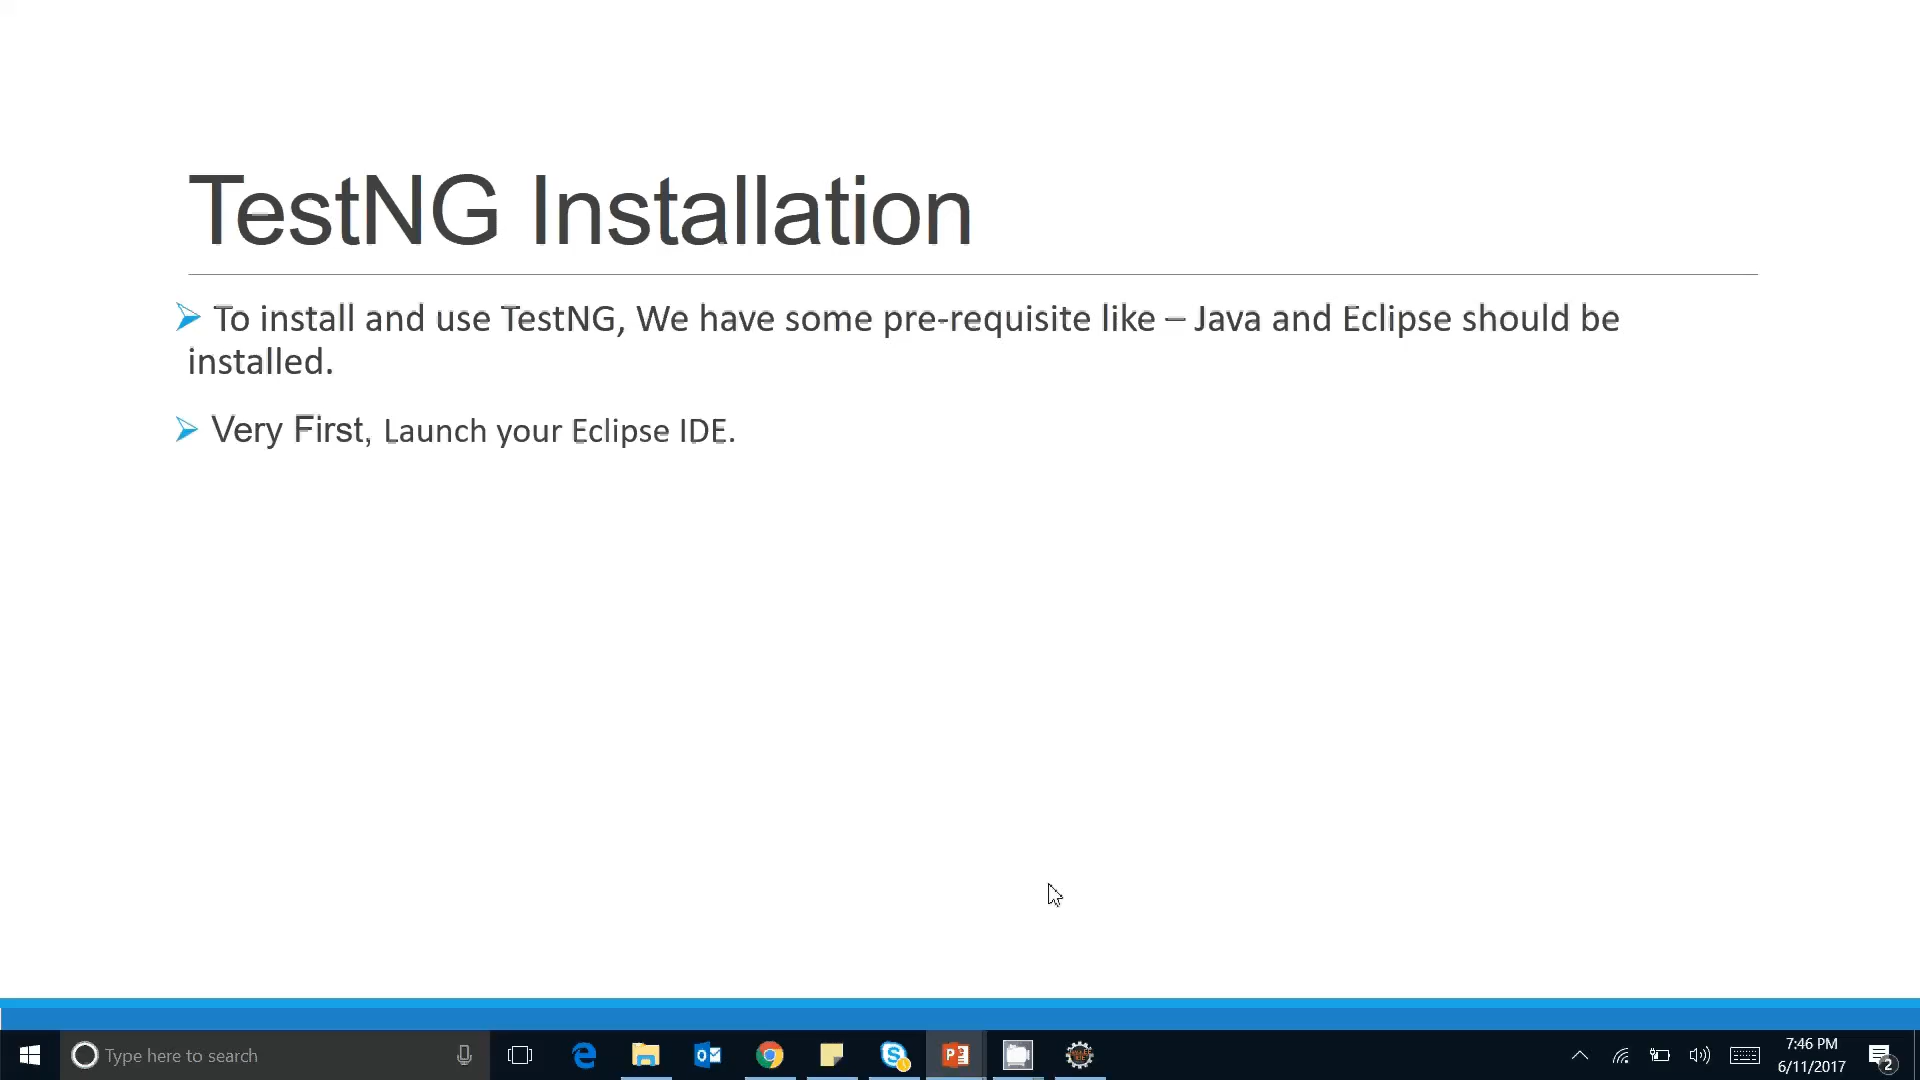 TestNG Installation
To install and use TestNG, We have some pre-requisite like – Java and Eclipse should be
installed.
Very First, Launch your Eclipse IDE.
Type here to search
7:46 PM
6/11/2017
2